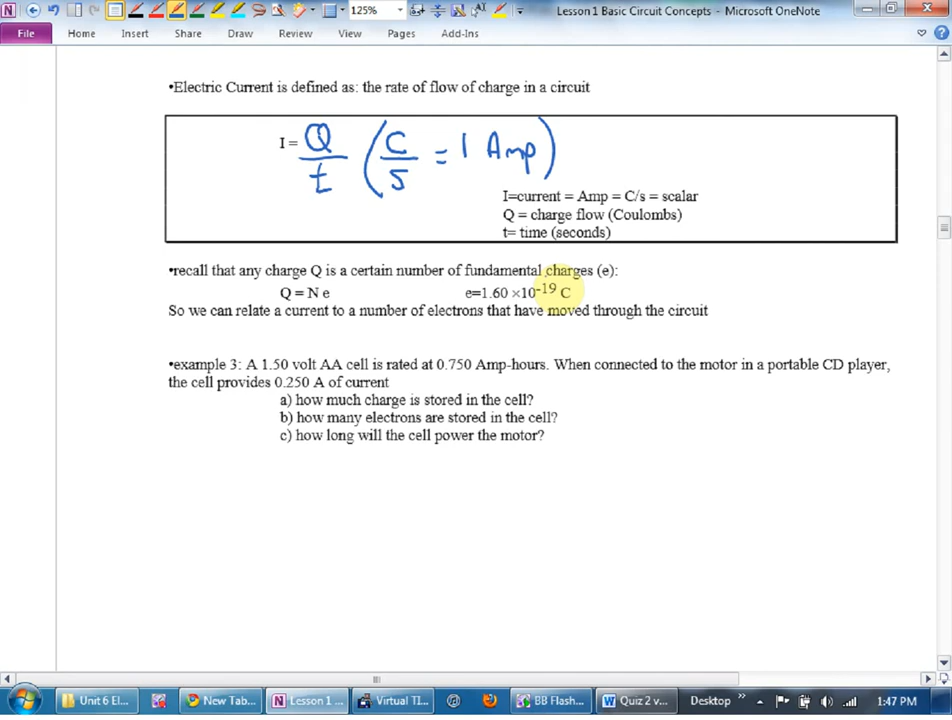 125%
Lesson 1 Basic Circuit Concepts - Microsoft OneNote
File Home Insert Share Draw Review View Pages Add-Ins
•Electric Current is defined as: the rate of flow of charge in a circuit
I = Q/t (C/s = 1 Amp)
I=current = Amp = C/s = scalar
Q = charge flow (Coulombs)
t= time (seconds)
•recall that any charge Q is a certain number of fundamental charges (e):
Q = N e e=1.60 ×10⁻¹⁹ C
So we can relate a current to a number of electrons that have moved through the circuit
•example 3: A 1.50 volt AA cell is rated at 0.750 Amp-hours. When connected to the motor in a portable CD player,
the cell provides 0.250 A of current
a) how much charge is stored in the cell?
b) how many electrons are stored in the cell?
c) how long will the cell power the motor?
Unit 6 El... New Tab... Lesson 1 ... Virtual TI... BB Flash... Quiz 2 v... Desktop » 1:47 PM